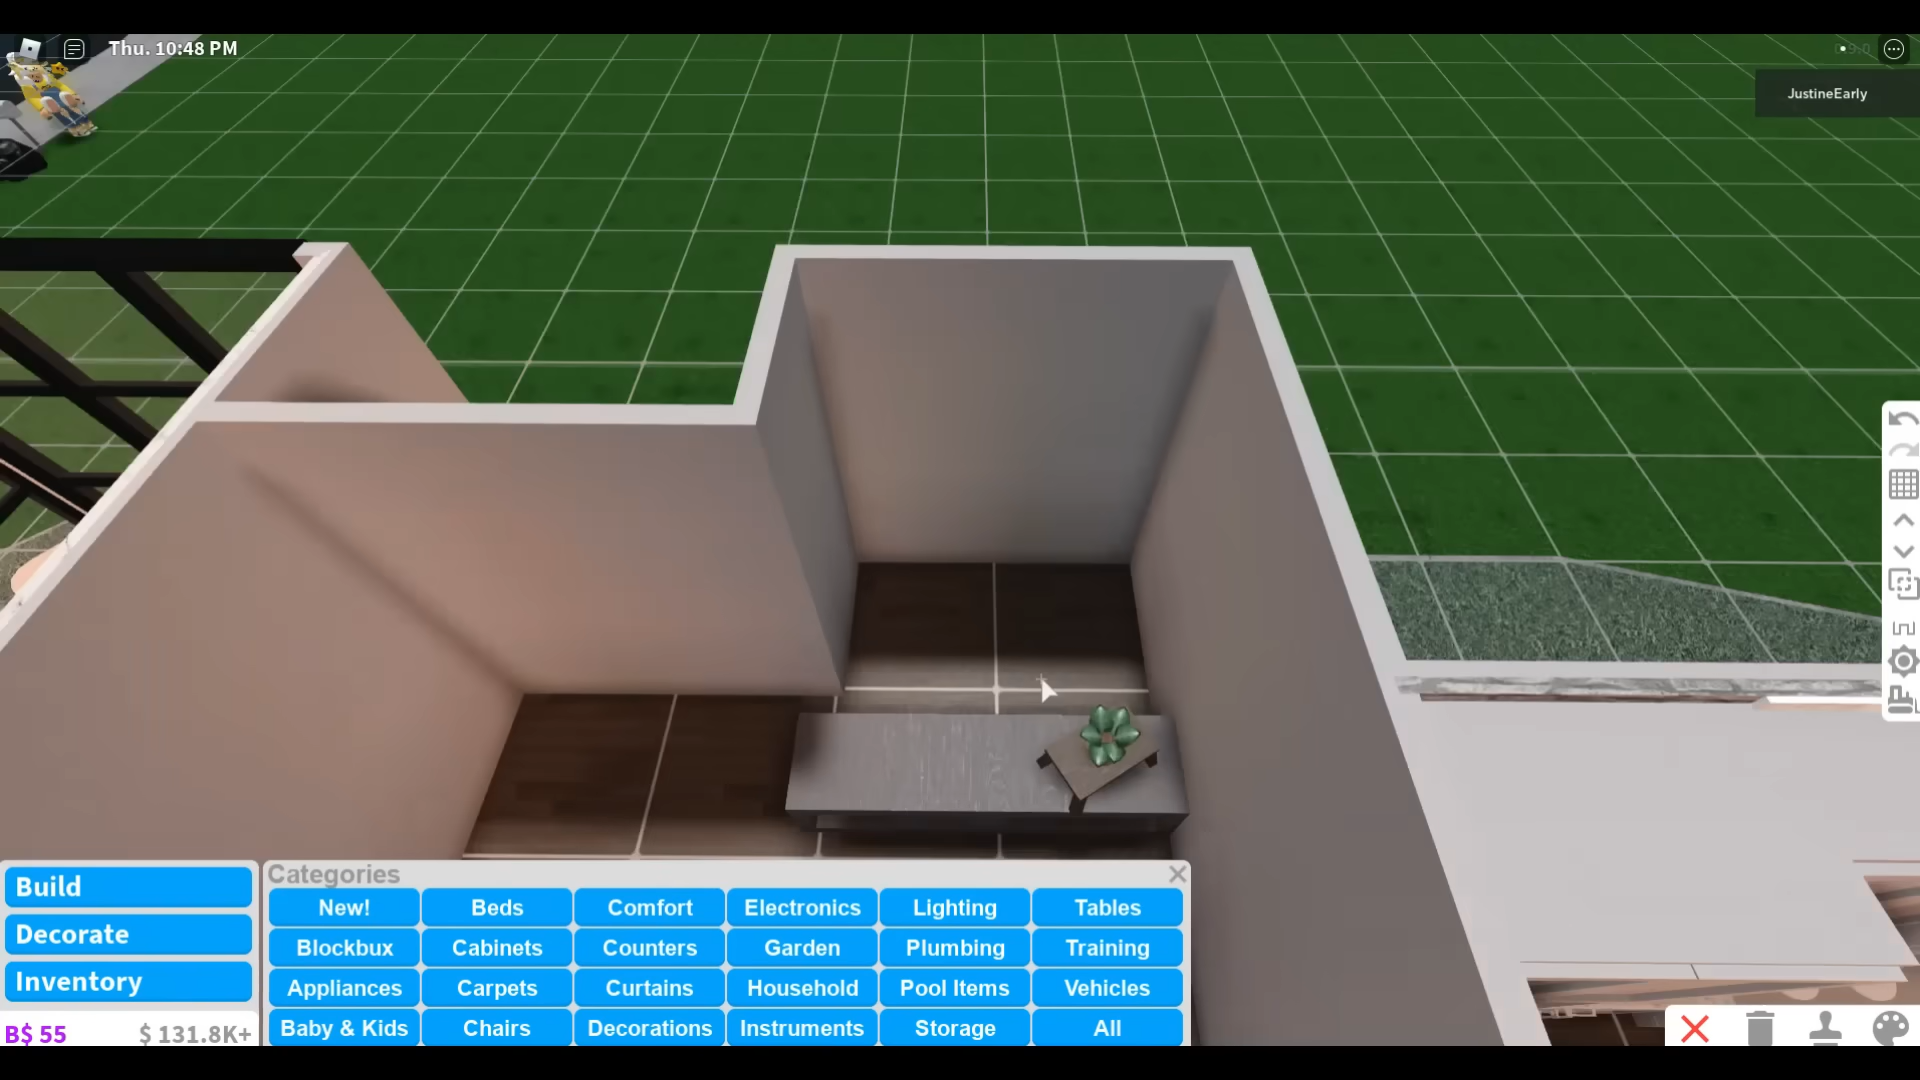 Thu. 10:48 PM
JustineEarly
Build
Decorate
Inventory
B$ 55 $ 131.8K+
Categories
New! Beds Comfort Electronics Lighting Tables
Blockbux Cabinets Counters Garden Plumbing Training
Appliances Carpets Curtains Household Pool Items Vehicles
Baby & Kids Chairs Decorations Instruments Storage All